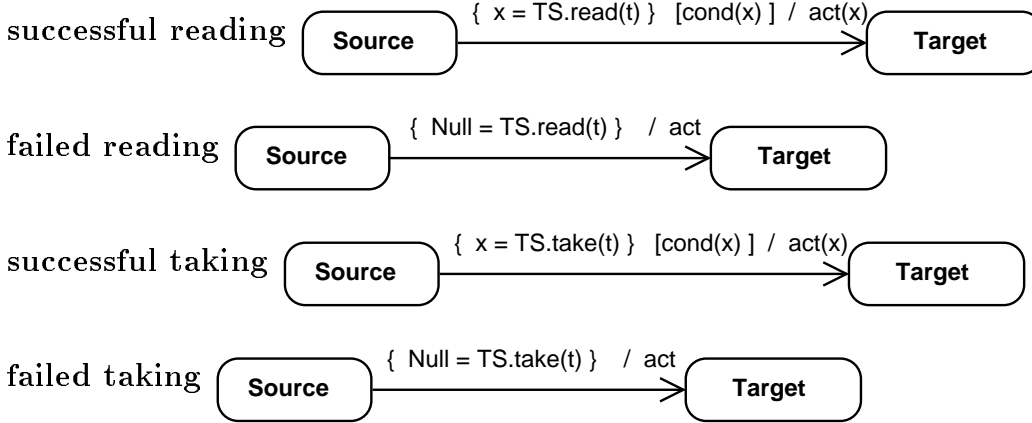 successful reading Source { x = TS.read(t) } [cond(x) ] / act(x) Target
failed reading Source { Null = TS.read(t) } / act Target
successful taking Source { x = TS.take(t) } [cond(x) ] / act(x) Target
failed taking Source { Null = TS.take(t) } / act Target